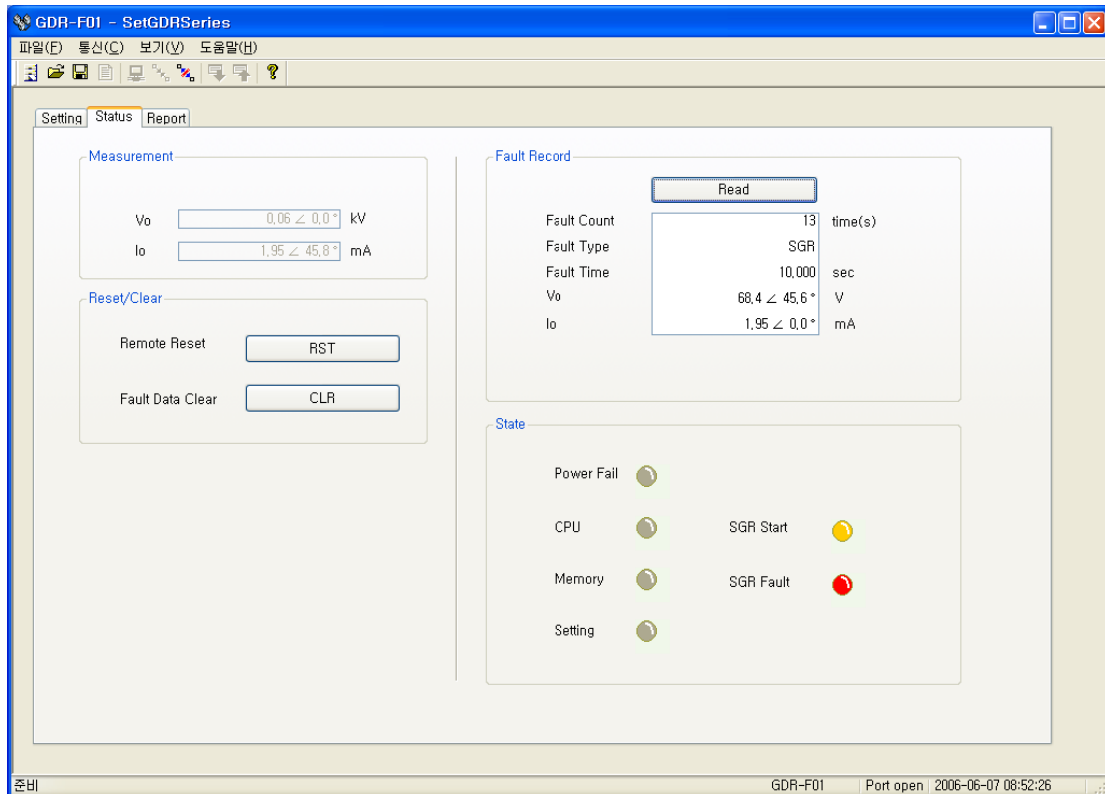 GDR-F01 - SetGDRSeries
파일(F) 통신(C) 보기(V) 도움말(H)
Setting Status Report
Measurement
Vo 0,06 ∠ 0,0° kV
Io 1,95 ∠ 45,8° mA
Reset/Clear
Remote Reset RST
Fault Data Clear CLR
Fault Record
Read
Fault Count 13 time(s)
Fault Type SGR
Fault Time 10,000 sec
Vo 68,4 ∠ 45,6° V
Io 1,95 ∠ 0,0° mA
State
Power Fail
CPU SGR Start
Memory SGR Fault
Setting
준비 GDR-F01 Port open 2006-06-07 08:52:26